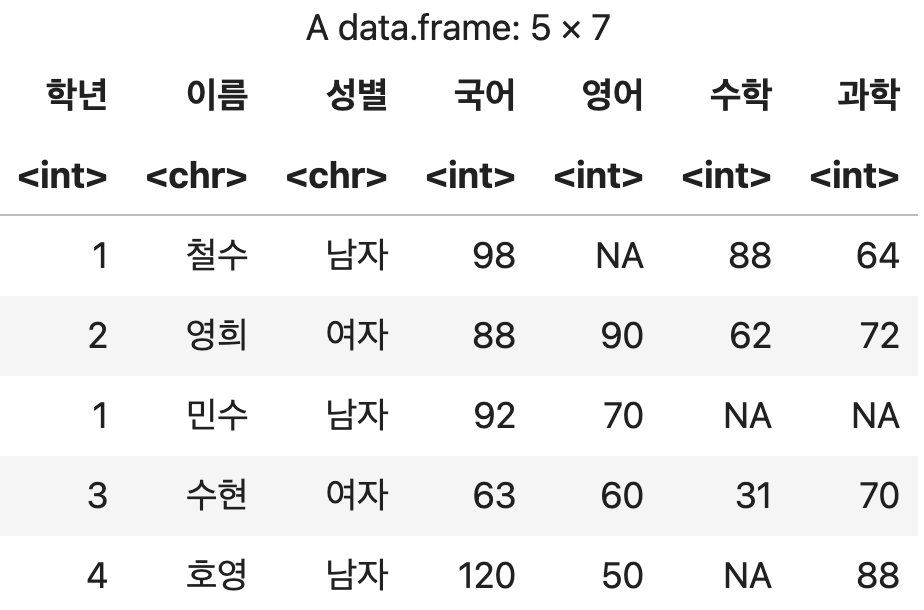 A data.frame: 5 × 7
학년 이름 성별 국어 영어 수학 과학
<int> <chr> <chr> <int> <int> <int> <int>
1 철수 남자 98 NA 88 64
2 영희 여자 88 90 62 72
1 민수 남자 92 70 NA NA
3 수현 여자 63 60 31 70
4 호영 남자 120 50 NA 88